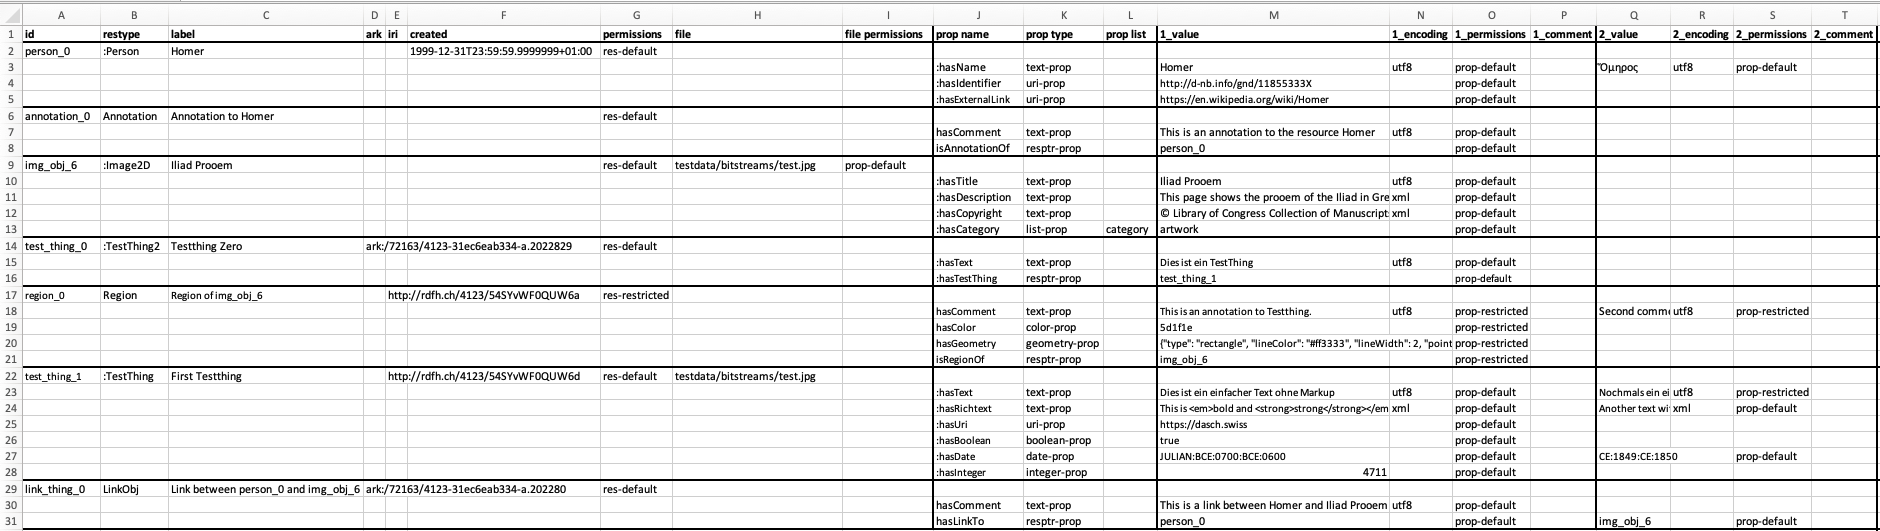 A B C D E F G H I J K L M N O P Q R S T
1 id restype label ark iri created permissions file file permissions prop name prop type prop list 1_value 1_encoding 1_permissions 1_comment 2_value 2_encoding 2_permissions 2_comment
2 person_0 :Person Homer 1999-12-31T23:59:59.9999999+01:00 res-default
3 :hasName text-prop Homer utf8 prop-default Ὅμηρος utf8 prop-default
4 :hasIdentifier uri-prop http://d-nb.info/gnd/11855333X prop-default
5 :hasExternalLink uri-prop https://en.wikipedia.org/wiki/Homer prop-default
6 annotation_0 Annotation Annotation to Homer res-default
7 hasComment text-prop This is an annotation to the resource Homer utf8 prop-default
8 isAnnotationOf resptr-prop person_0 prop-default
9 img_obj_6 :Image2D Iliad Prooem res-default testdata/bitstreams/test.jpg prop-default
10 :hasTitle text-prop Iliad Prooem utf8 prop-default
11 :hasDescription text-prop This page shows the prooem of the Iliad in Gre xml prop-default
12 :hasCopyright text-prop © Library of Congress Collection of Manuscript xml prop-default
13 :hasCategory list-prop category artwork prop-default
14 test_thing_0 :TestThing2 Testthing Zero ark:/72163/4123-31ec6eab334-a.2022829 res-default
15 :hasText text-prop Dies ist ein TestThing utf8 prop-default
16 :hasTestThing resptr-prop test_thing_1 prop-default
17 region_0 Region Region of img_obj_6 http://rdfh.ch/4123/54SYvWF0QUW6a res-restricted
18 hasComment text-prop This is an annotation to Testthing. utf8 prop-restricted Second comm utf8 prop-restricted
19 hasColor color-prop 5d1f1e prop-restricted
20 hasGeometry geometry-prop {"type": "rectangle", "lineColor": "#ff3333", "lineWidth": 2, "point prop-restricted
21 isRegionOf resptr-prop img_obj_6 prop-restricted
22 test_thing_1 :TestThing First Testthing http://rdfh.ch/4123/54SYvWF0QUW6d res-default testdata/bitstreams/test.jpg
23 :hasText text-prop Dies ist ein einfacher Text ohne Markup utf8 prop-default Nochmals ein ei utf8 prop-restricted
24 :hasRichtext text-prop This is <em>bold and <strong>strong</strong></em xml prop-default Another text wi xml prop-default
25 :hasUri uri-prop https://dasch.swiss prop-default
26 :hasBoolean boolean-prop true prop-default
27 :hasDate date-prop JULIAN:BCE:0700:BCE:0600 prop-default CE:1849:CE:1850 prop-default
28 :hasInteger integer-prop 4711 prop-default
29 link_thing_0 LinkObj Link between person_0 and img_obj_6 ark:/72163/4123-31ec6eab334-a.202280 res-default
30 hasComment text-prop This is a link between Homer and Iliad Prooem utf8 prop-default
31 hasLinkTo resptr-prop person_0 prop-default img_obj_6 prop-default